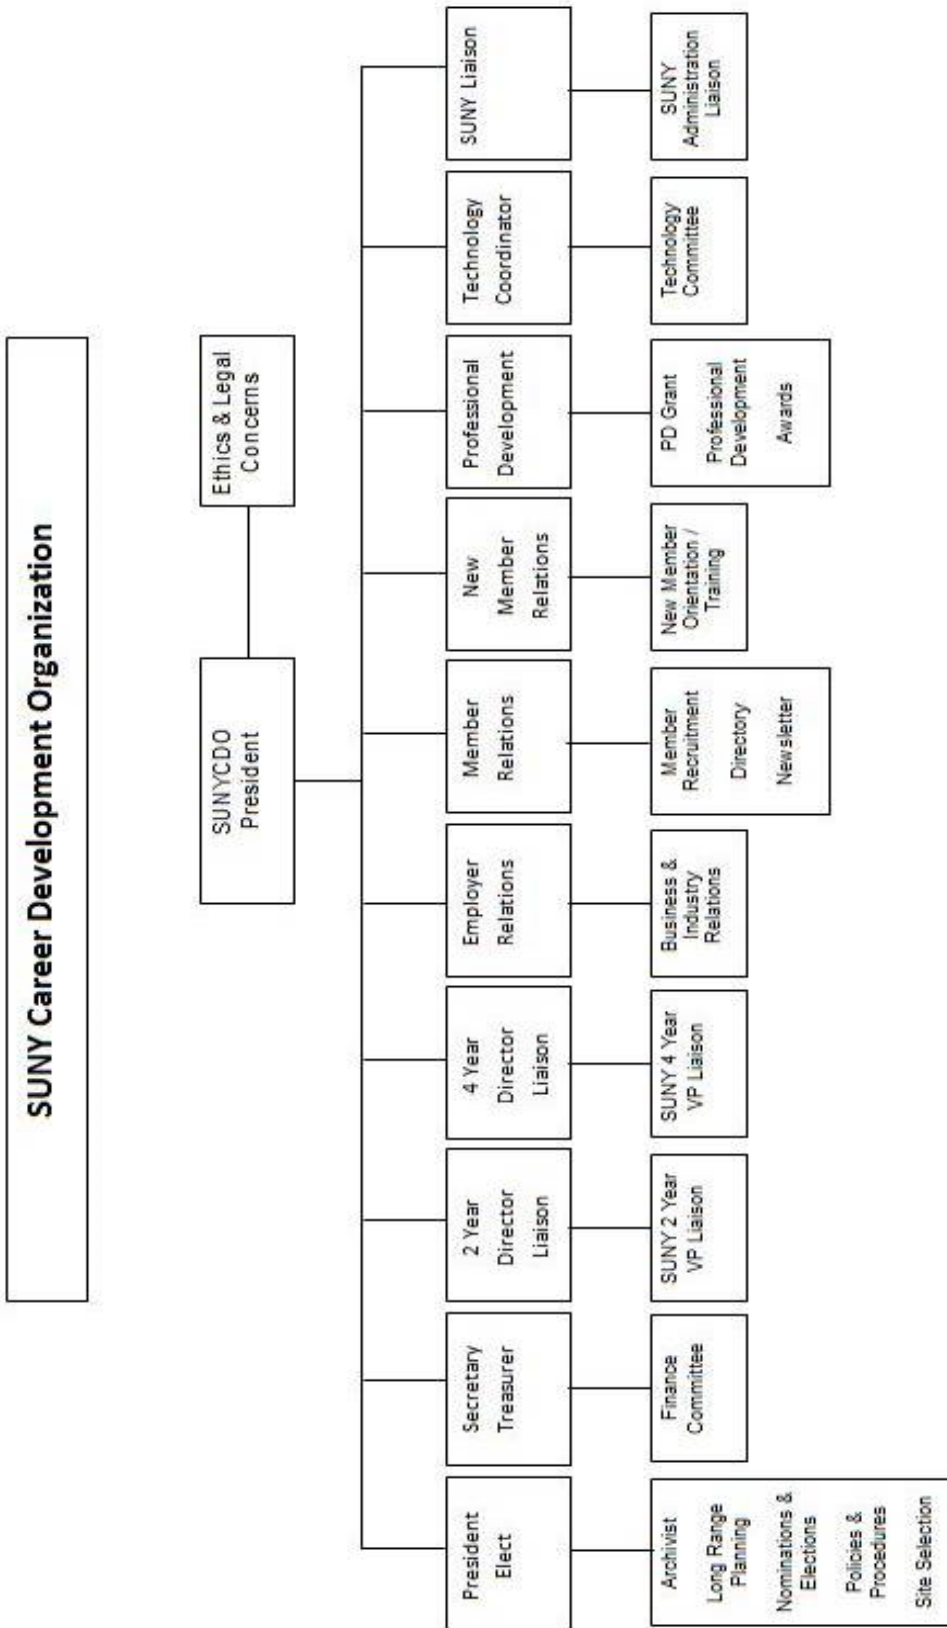 SUNY Career Development Organization
SUNYCDO
President
Ethics & Legal
Concerns
President
Elect
Secretary
Treasurer
2 Year
Director
Liaison
4 Year
Director
Liaison
Employer
Relations
Member
Relations
New
Member
Relations
Professional
Development
Technology
Coordinator
SUNY Liaison
Archivist
Long Range
Planning
Nominations &
Elections
Policies &
Procedures
Site Selection
Finance
Committee
SUNY 2 Year
VP Liaison
SUNY 4 Year
VP Liaison
Business &
Industry
Relations
Member
Recruitment
Directory
Newsletter
New Member
Orientation /
Training
PD Grant
Professional
Development
Awards
Technology
Committee
SUNY
Administration
Liaison